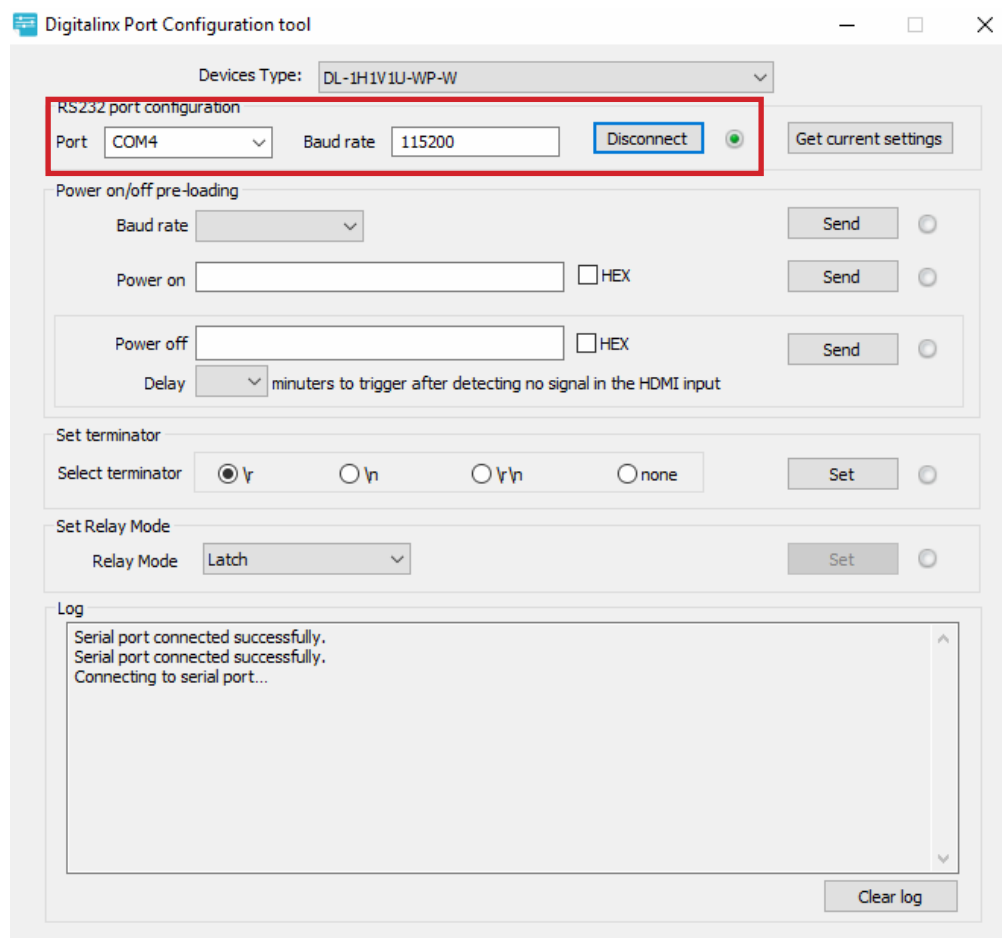 Digitalinx Port Configuration tool
Devices Type: DL-1H1V1U-WP-W
RS232 port configuration
Port COM4 Baud rate 115200 Disconnect Get current settings
Power on/off pre-loading
Baud rate Send
Power on HEX Send
Power off HEX Send
Delay minuters to trigger after detecting no signal in the HDMI input
Set terminator
Select terminator \r \n \r\n none Set
Set Relay Mode
Relay Mode Latch Set
Log
Serial port connected successfully.
Serial port connected successfully.
Connecting to serial port...
Clear log